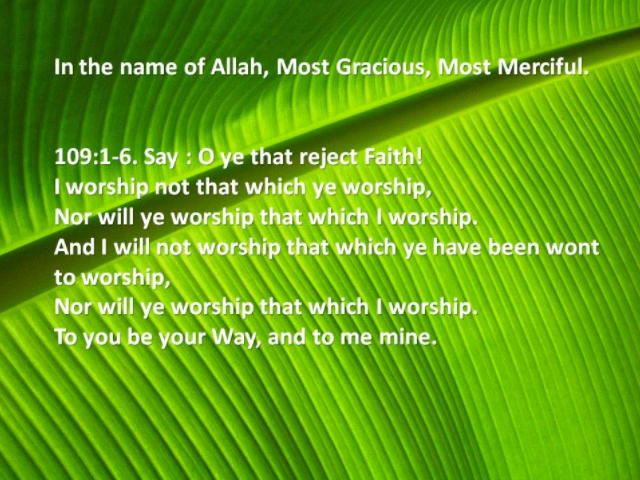 In the name of Allah, Most Gracious, Most Merciful.
109:1-6. Say : O ye that reject Faith!
I worship not that which ye worship,
Nor will ye worship that which I worship.
And I will not worship that which ye have been wont
to worship,
Nor will ye worship that which I worship.
To you be your Way, and to me mine.